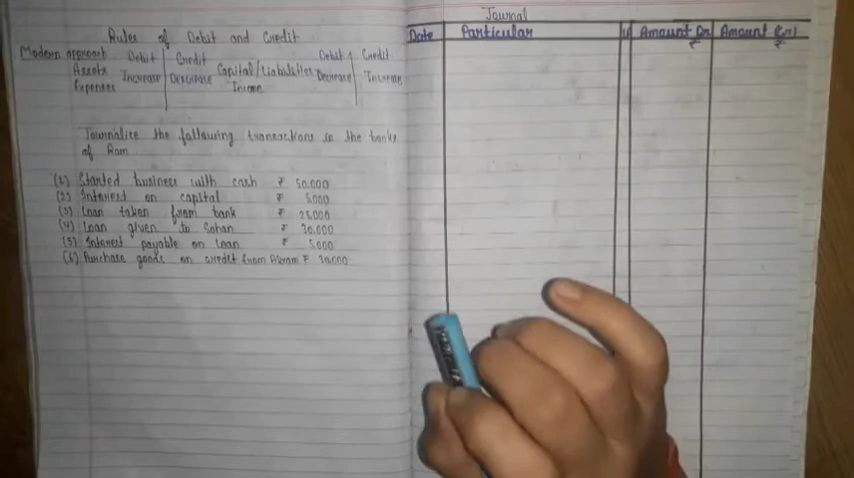 Rules of Debit and Credit
Modern approach Debit Credit Debit Credit
Assets Increase Decrease Capital/Liabilities Decrease Increase
Expenses Income
Journalize the following transactions in the books
of Ram
(1) Started business with cash ₹ 50.000
(2) Interest on capital ₹ 5000
(3) Loan taken from bank ₹ 25.000
(4) Loan given to Sohan ₹ 30.000
(5) Interest payable on Loan ₹ 5.000
(6) Purchase goods on credit from ₹
Journal
Date Particular Amount Dr Amount (Cr)
₹ ₹